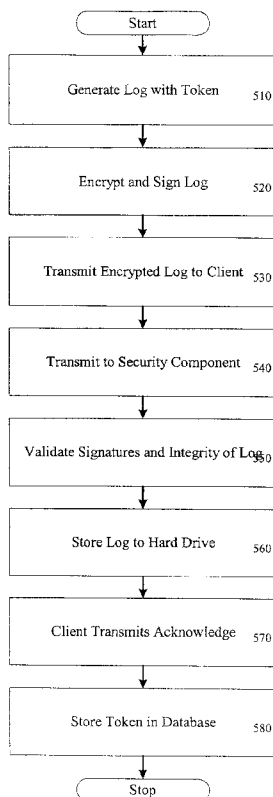 Start
Generate Log with Token
510
Encrypt and Sign Log
520
Transmit Encrypted Log to Client
530
Transmit to Security Component
540
Validate Signatures and Integrity of Log
550
Store Log to Hard Drive
560
Client Transmits Acknowledge
570
Store Token in Database
580
Stop